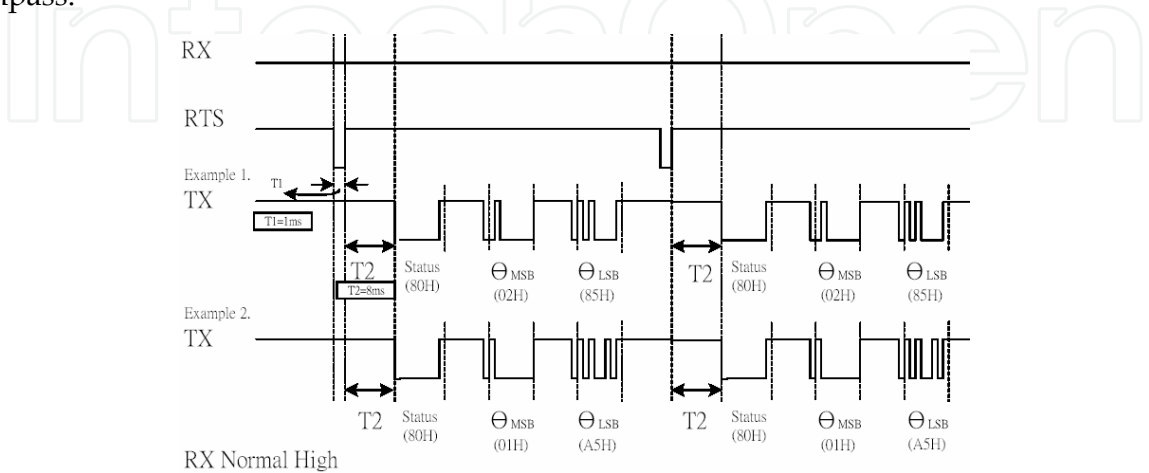 IntechOpen
RX
RTS
Example 1.
T1
TX
T1=1ms
T2 Status ΘMSB ΘLSB T2 Status ΘMSB ΘLSB
(80H) (02H) (85H) (80H) (02H) (85H)
T2=8ms
Example 2.
TX
T2 Status ΘMSB ΘLSB T2 Status ΘMSB ΘLSB
(80H) (01H) (A5H) (80H) (01H) (A5H)
RX Normal High